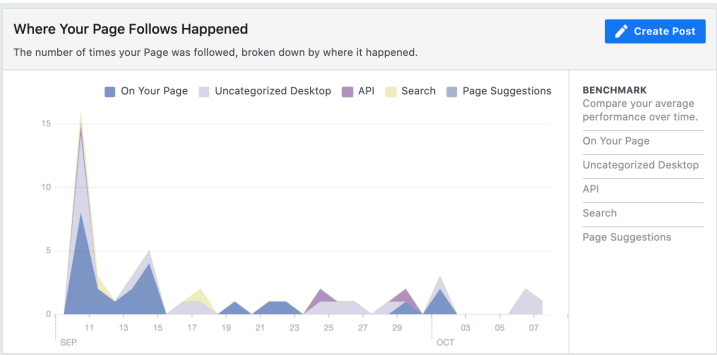 Where Your Page Follows Happened
Create Post
The number of times your Page was followed, broken down by where it happened.
On Your Page Uncategorized Desktop API Search Page Suggestions
15
10
5
0
11 13 15 17 19 21 23 25 27 29 03 05 07
SEP OCT
BENCHMARK
Compare your average
performance over time.
On Your Page
Uncategorized Desktop
API
Search
Page Suggestions